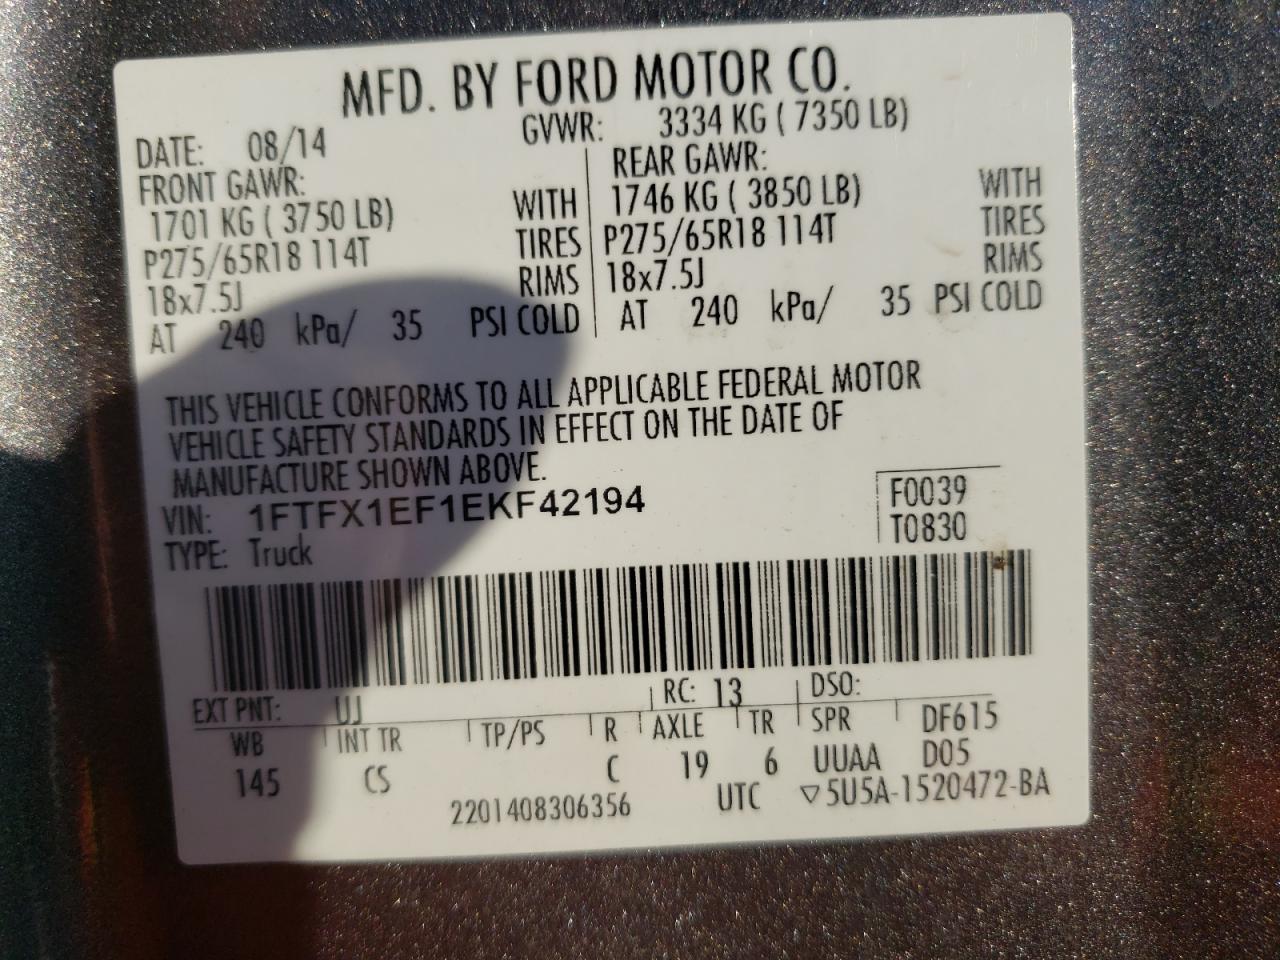 MFD. BY FORD MOTOR CO.
DATE: 08/14 GVWR: 3334 KG ( 7350 LB)
FRONT GAWR: REAR GAWR:
1701 KG ( 3750 LB) WITH 1746 KG ( 3850 LB) WITH
P275/65R18 114T TIRES P275/65R18 114T TIRES
18x7.5J RIMS 18x7.5J RIMS
AT 240 kPa/ 35 PSI COLD AT 240 kPa/ 35 PSI COLD
THIS VEHICLE CONFORMS TO ALL APPLICABLE FEDERAL MOTOR
VEHICLE SAFETY STANDARDS IN EFFECT ON THE DATE OF
MANUFACTURE SHOWN ABOVE.
VIN: 1FTFX1EF1EKF42194 F0039
TYPE: Truck T0830
EXT PNT: UJ RC: 13 DSO:
WB INT TR TP/PS R AXLE TR SPR DF615
145 CS C 19 6 UUAA D05
2201408306356 UTC ▽5U5A-1520472-BA